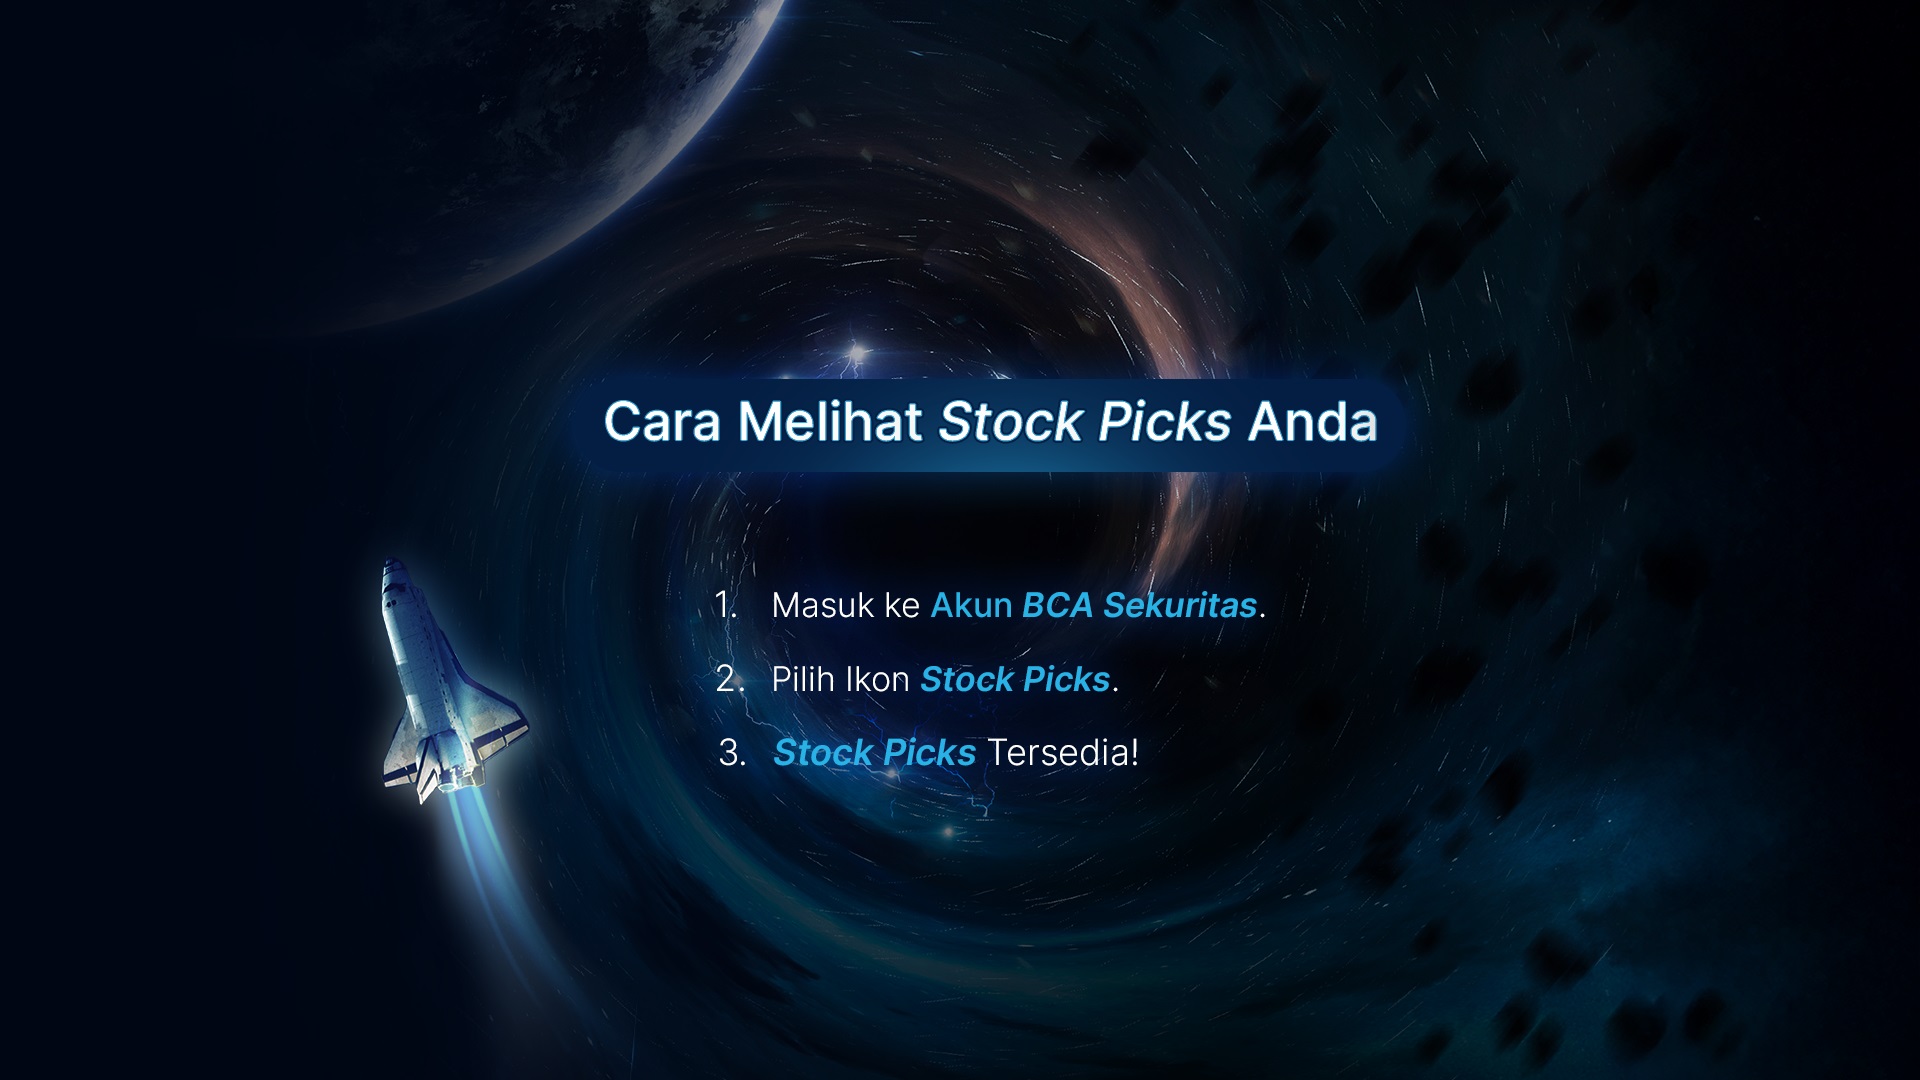 Cara Melihat Stock Picks Anda
1. Masuk ke Akun BCA Sekuritas.
2. Pilih Ikon Stock Picks.
3. Stock Picks Tersedia!